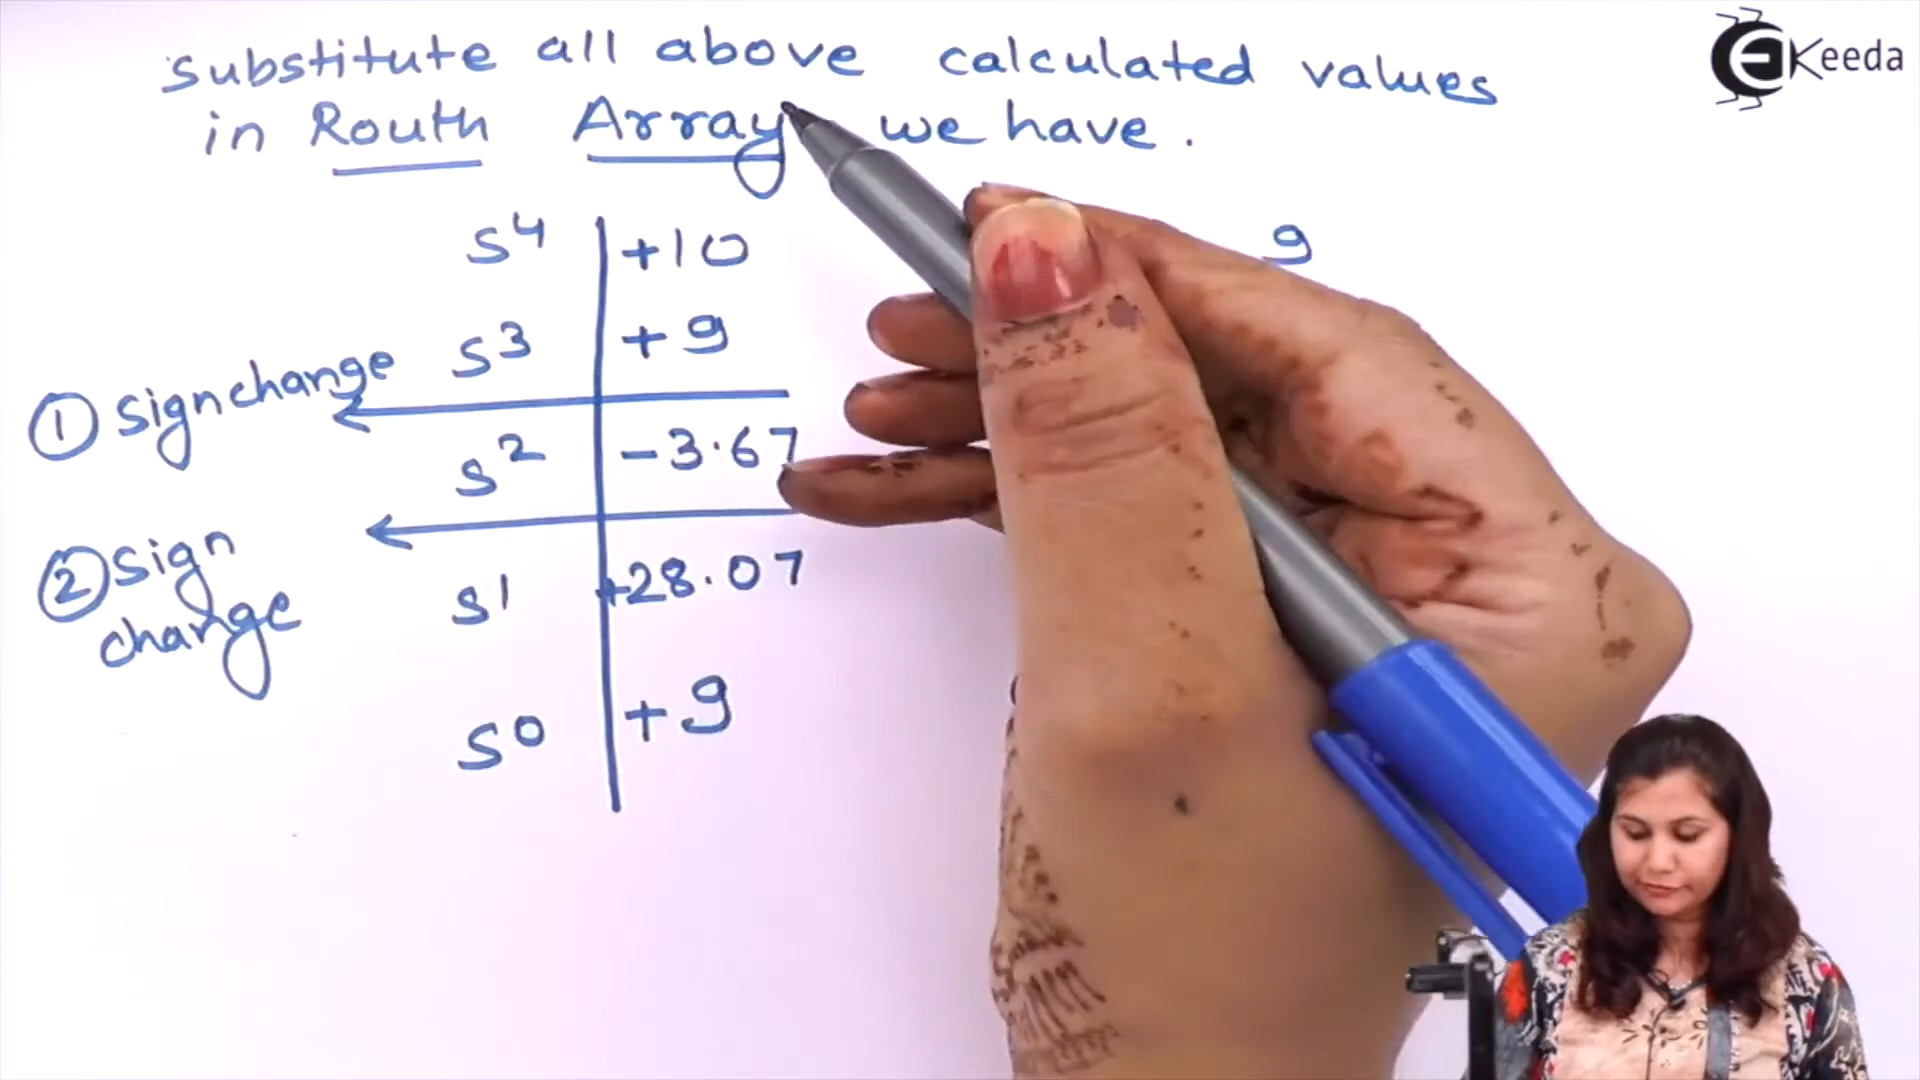 EKeeda
Substitute all above calculated values
in Routh Array we have.
s4 +10 9
s3 +9
① Sign change
s2 -3.67
② Sign
change
s1 +28.07
s0 +9